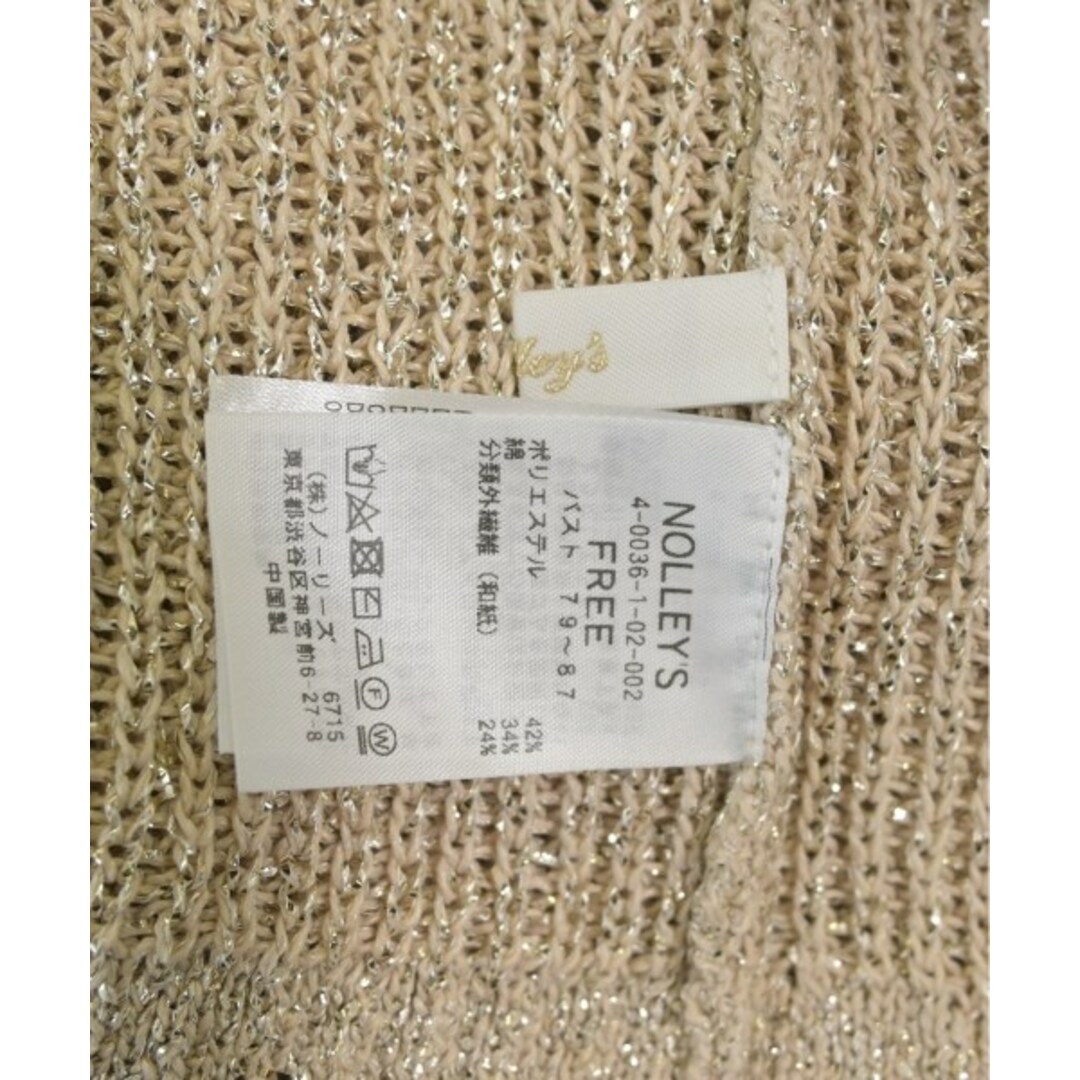 ley's
NOLLEY'S
4-0036-1-02-002
FREE
バスト 79~87
ポリエステル 42%
綿 34%
分類外繊維(和紙) 24%
F W
(株)ノーリーズ 6715
東京都渋谷区神宮前6-27-8
中国製